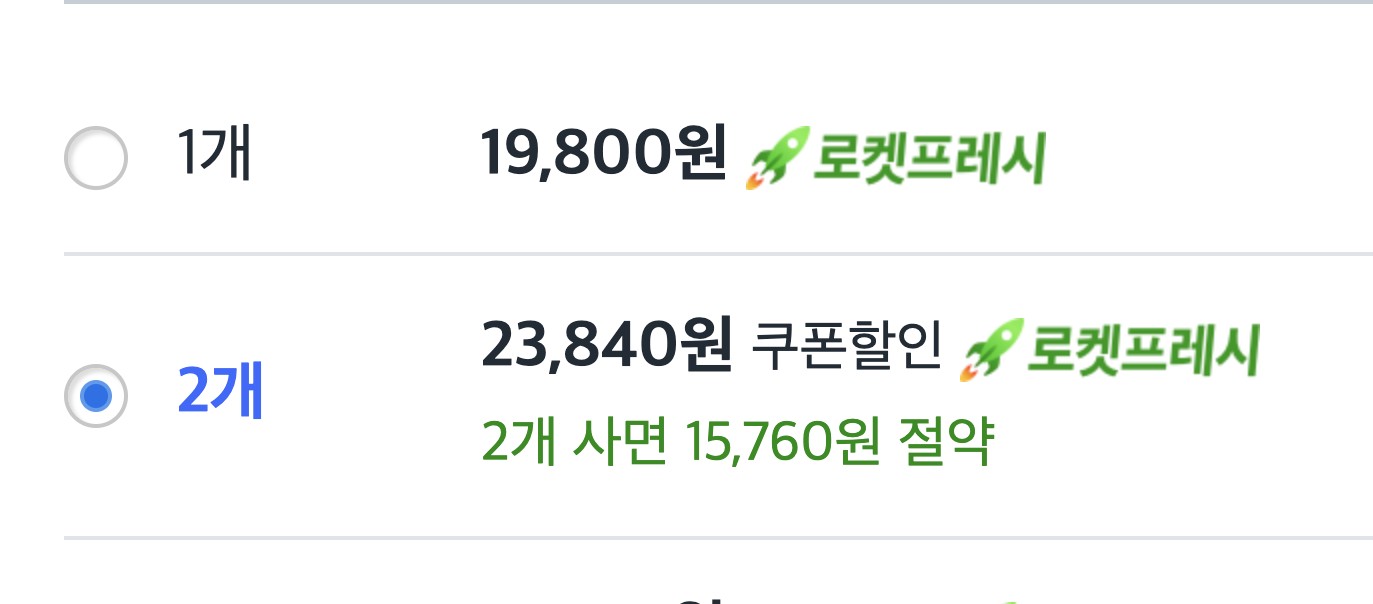 1개 19,800원 로켓프레시
2개 23,840원 쿠폰할인 로켓프레시
2개 사면 15,760원 절약